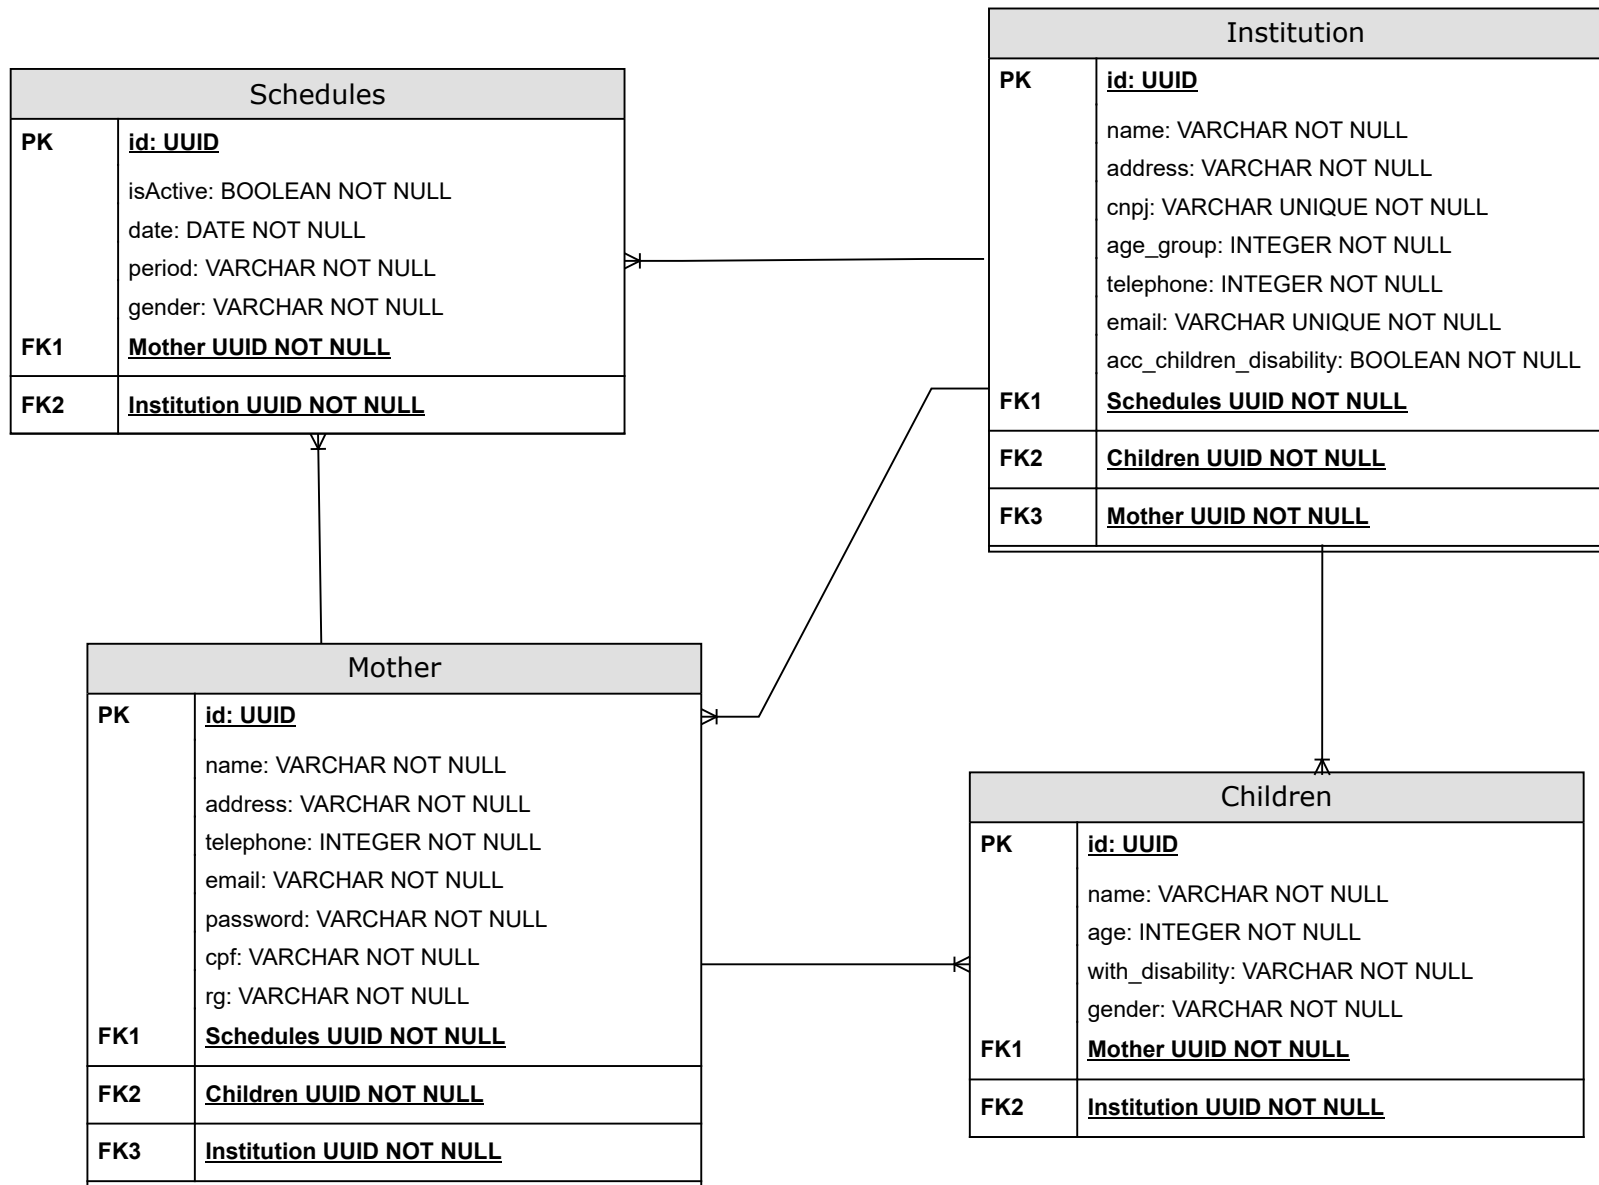 Schedules
PK id: UUID
isActive: BOOLEAN NOT NULL
date: DATE NOT NULL
period: VARCHAR NOT NULL
gender: VARCHAR NOT NULL
FK1 Mother UUID NOT NULL
FK2 Institution UUID NOT NULL
Institution
PK id: UUID
name: VARCHAR NOT NULL
address: VARCHAR NOT NULL
cnpj: VARCHAR UNIQUE NOT NULL
age_group: INTEGER NOT NULL
telephone: INTEGER NOT NULL
email: VARCHAR UNIQUE NOT NULL
acc_children_disability: BOOLEAN NOT NULL
FK1 Schedules UUID NOT NULL
FK2 Children UUID NOT NULL
FK3 Mother UUID NOT NULL
Mother
PK id: UUID
name: VARCHAR NOT NULL
address: VARCHAR NOT NULL
telephone: INTEGER NOT NULL
email: VARCHAR NOT NULL
password: VARCHAR NOT NULL
cpf: VARCHAR NOT NULL
rg: VARCHAR NOT NULL
FK1 Schedules UUID NOT NULL
FK2 Children UUID NOT NULL
FK3 Institution UUID NOT NULL
Children
PK id: UUID
name: VARCHAR NOT NULL
age: INTEGER NOT NULL
with_disability: VARCHAR NOT NULL
gender: VARCHAR NOT NULL
FK1 Mother UUID NOT NULL
FK2 Institution UUID NOT NULL